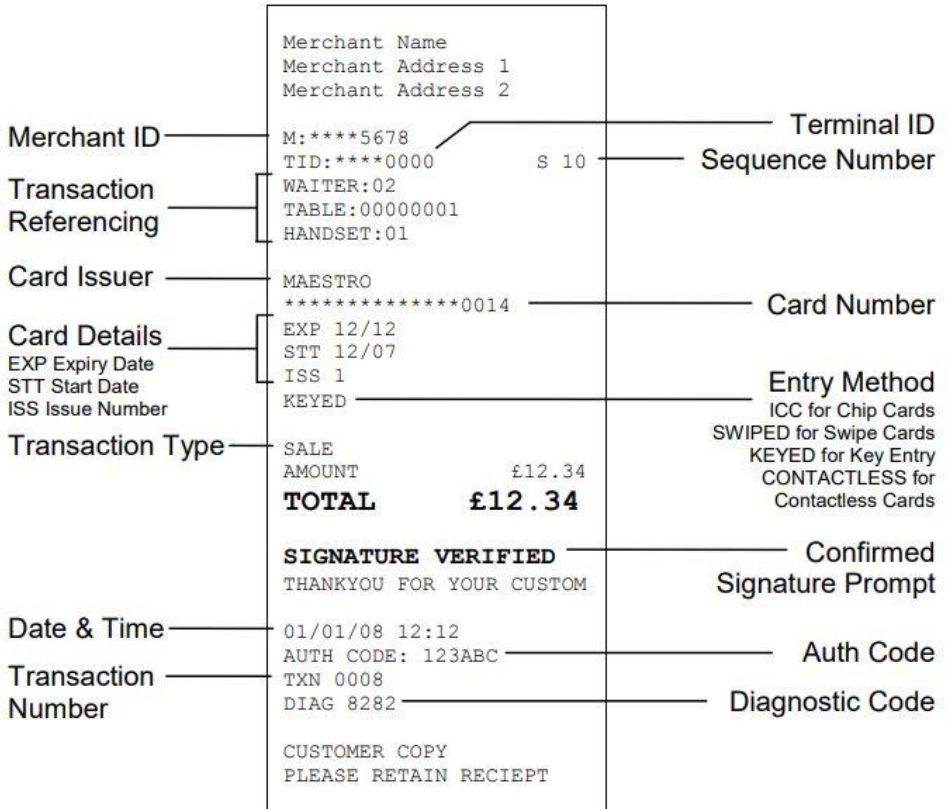 Merchant Name
Merchant Address 1
Merchant Address 2
Merchant ID
M:****5678
Terminal ID
TID:****0000 S 10
Sequence Number
Transaction
Referencing
WAITER:02
TABLE:00000001
HANDSET:01
Card Issuer
MAESTRO
**************0014
Card Number
Card Details
EXP Expiry Date
STT Start Date
ISS Issue Number
EXP 12/12
STT 12/07
ISS 1
KEYED
Entry Method
ICC for Chip Cards
SWIPED for Swipe Cards
KEYED for Key Entry
CONTACTLESS for
Contactless Cards
Transaction Type
SALE
AMOUNT £12.34
TOTAL £12.34
SIGNATURE VERIFIED
Confirmed
Signature Prompt
THANKYOU FOR YOUR CUSTOM
Date & Time
01/01/08 12:12
AUTH CODE: 123ABC
Auth Code
Transaction
Number
TXN 0008
DIAG 8282
Diagnostic Code
CUSTOMER COPY
PLEASE RETAIN RECIEPT